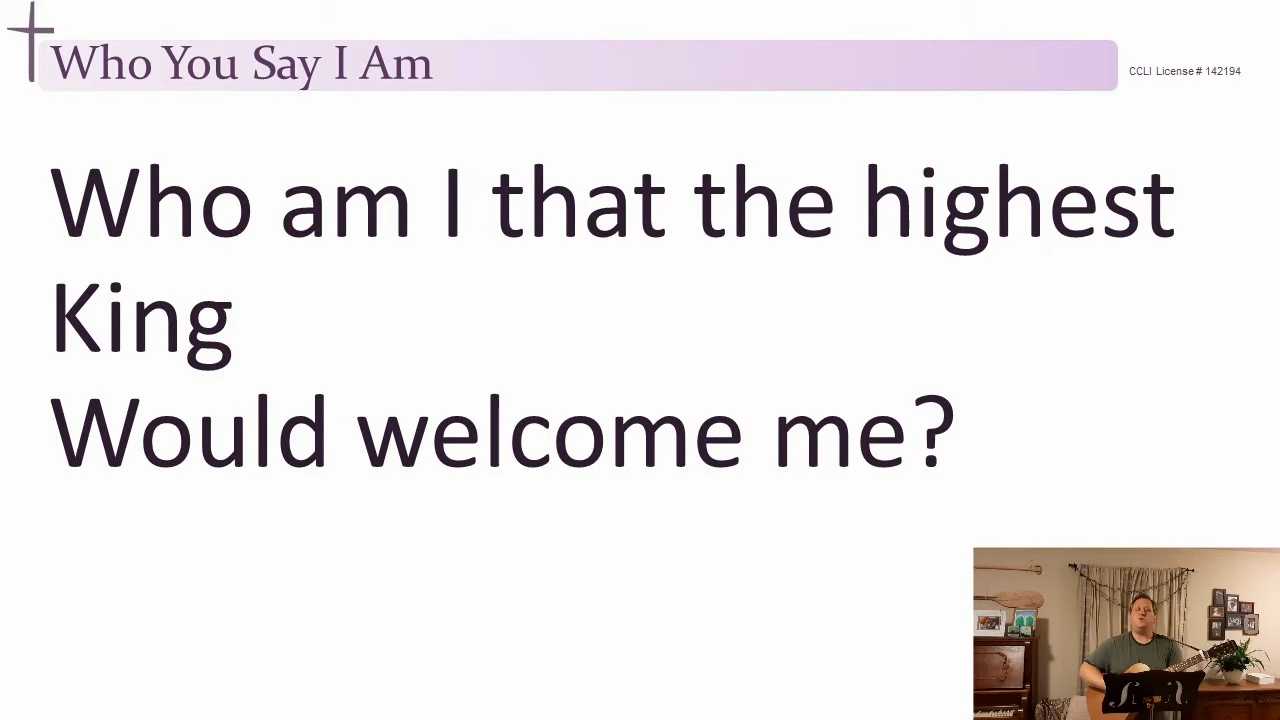 Who You Say I Am
CCLI License# 142194
Who am I that the highest
King
Would welcome me?